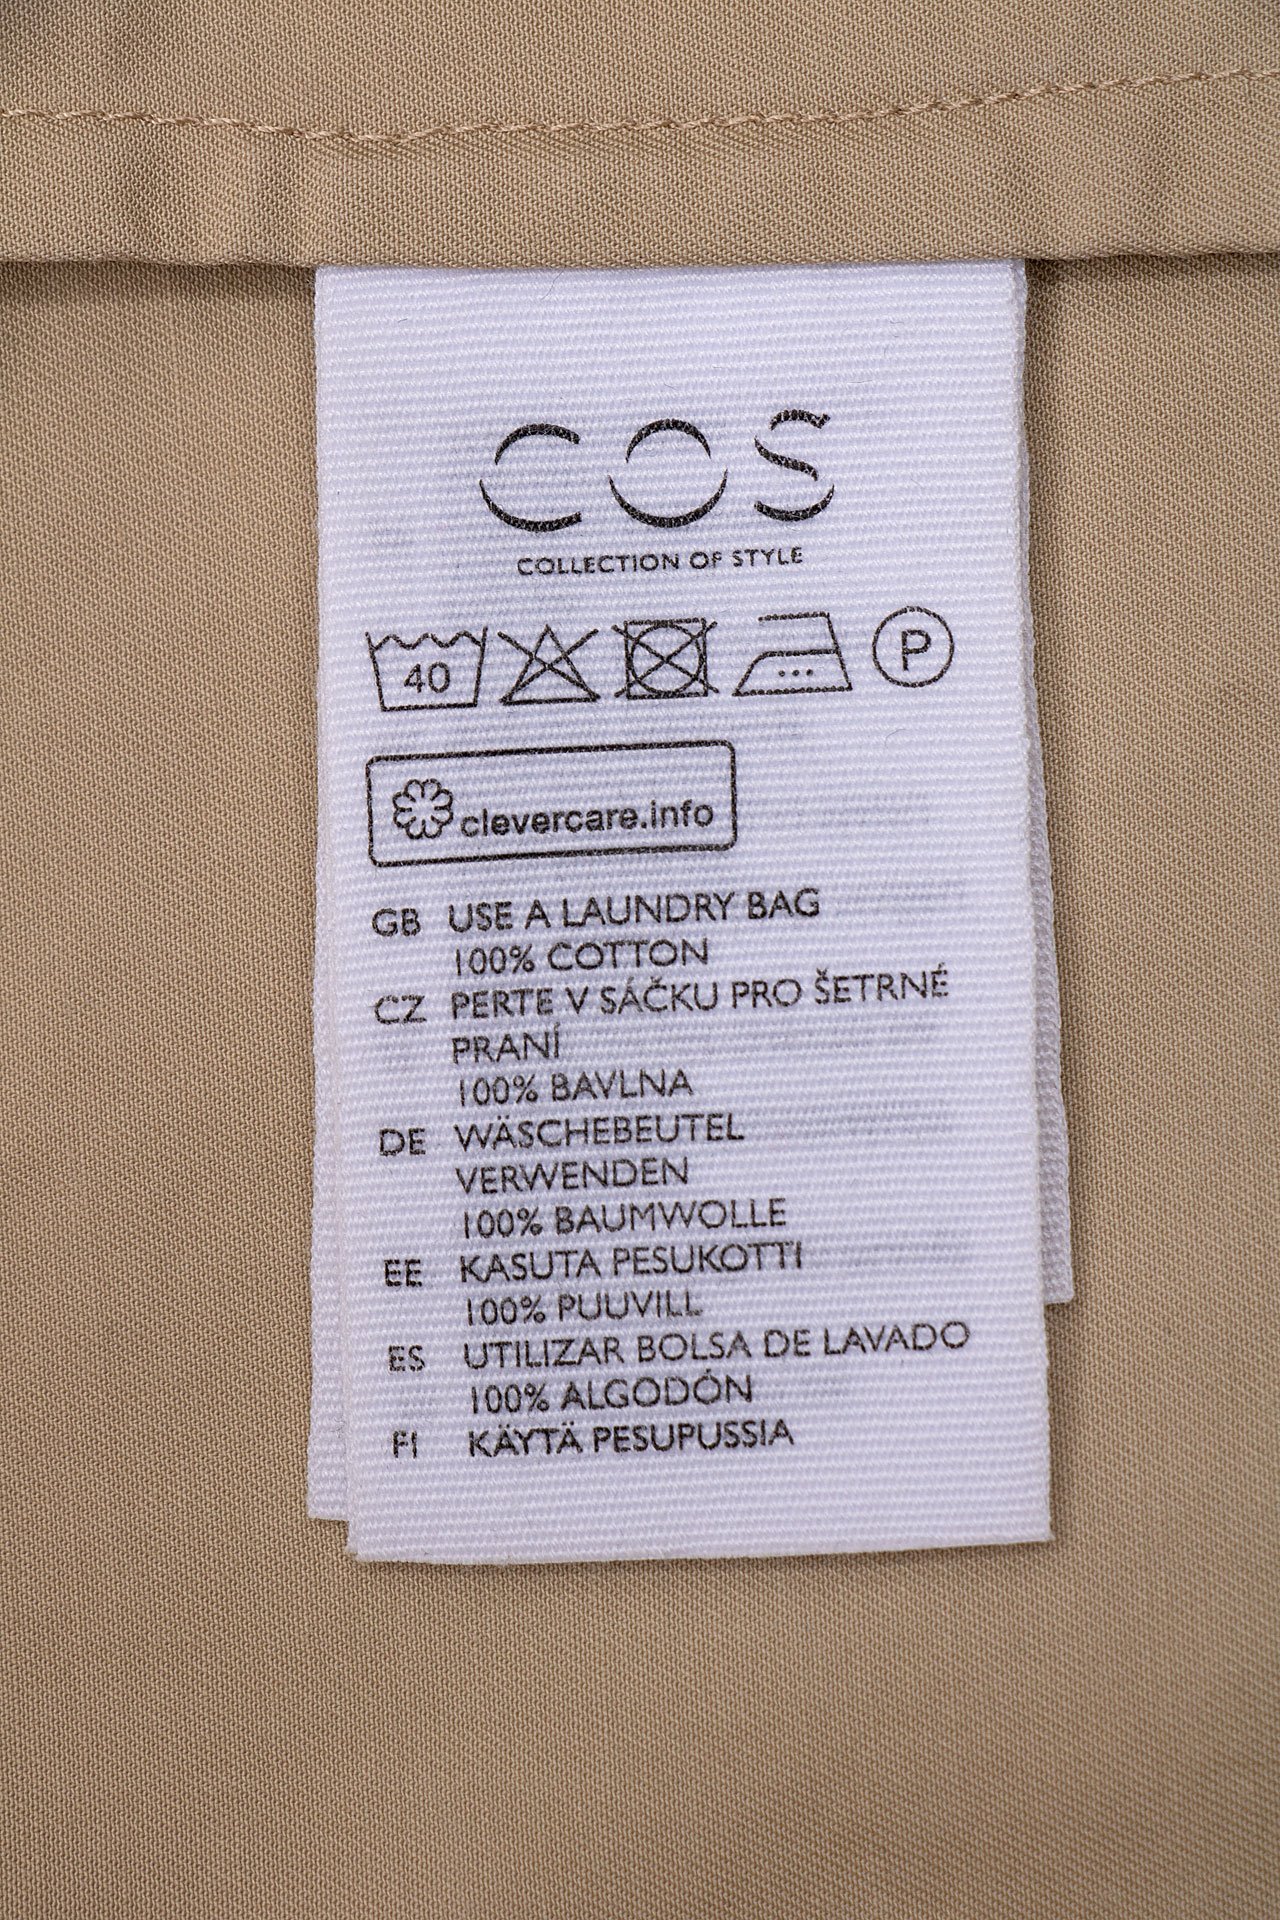 COS
COLLECTION OF STYLE
40 P
clevercare.info
GB USE A LAUNDRY BAG
100% COTTON
CZ PERTE V SÁČKU PRO ŠETRNÉ
PRANÍ
100% BAVLNA
DE WÄSCHEBEUTEL
VERWENDEN
100% BAUMWOLLE
EE KASUTA PESUKOTTI
100% PUUVILL
ES UTILIZAR BOLSA DE LAVADO
100% ALGODÓN
FI KÄYTÄ PESUPUSSIA